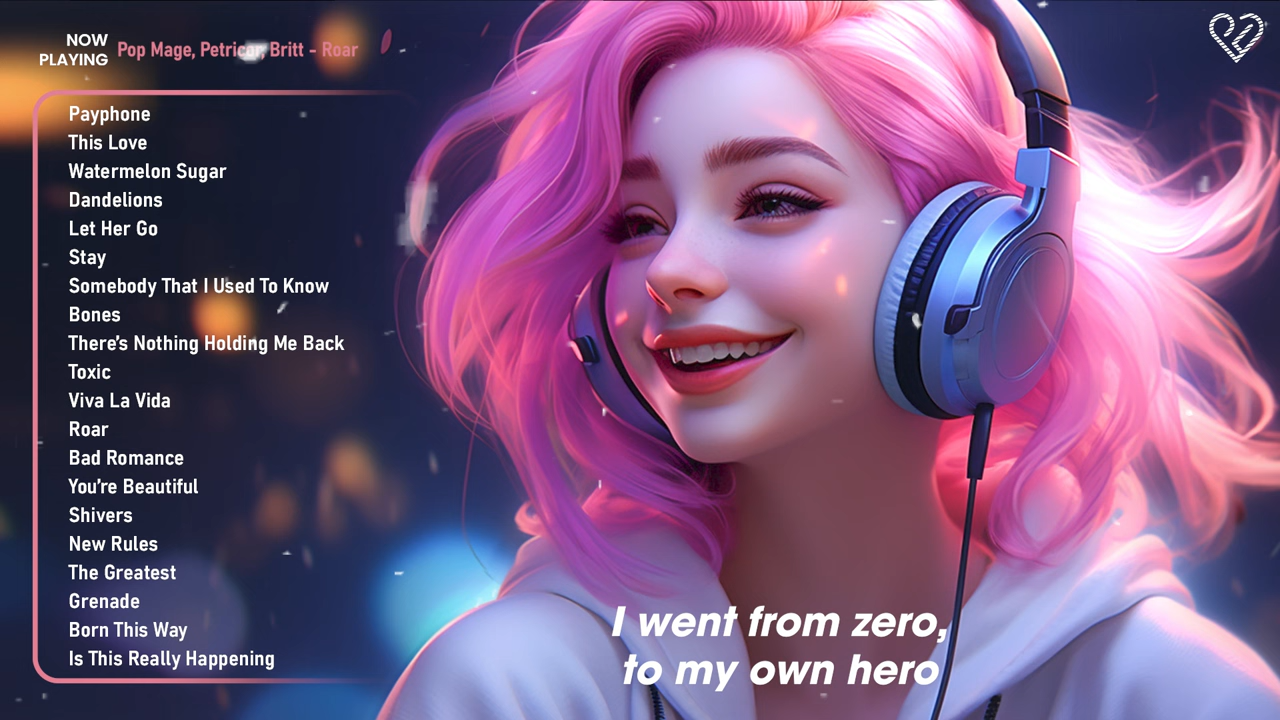 NOW
PLAYING
Pop Mage, Petricor, Britt - Roar
Payphone
This Love
Watermelon Sugar
Dandelions
Let Her Go
Stay
Somebody That I Used To Know
Bones
There's Nothing Holding Me Back
Toxic
Viva La Vida
Roar
Bad Romance
You're Beautiful
Shivers
New Rules
The Greatest
Grenade
Born This Way
Is This Really Happening
I went from zero,
to my own hero